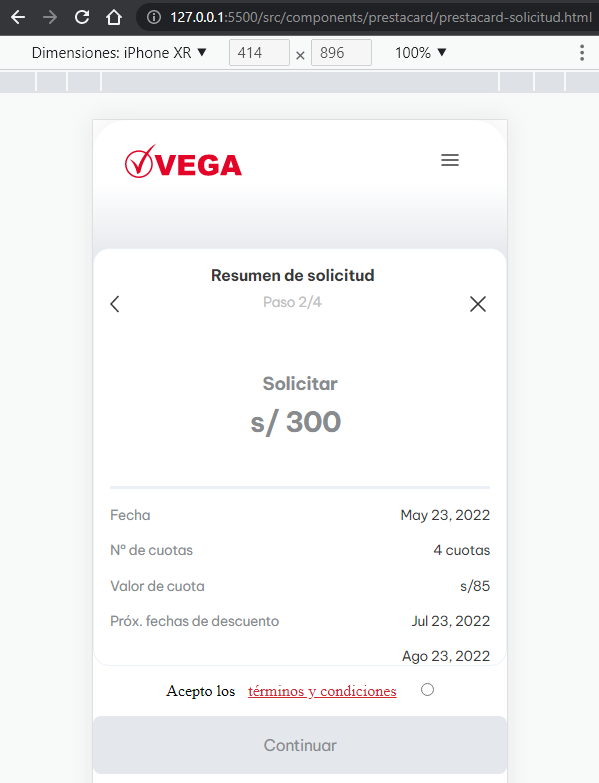 127.0.0.1:5500/src/components/prestacard/prestacard-solicitud.html
Dimensiones: iPhone XR ▼ 414 × 896 100% ▼
VEGA
Resumen de solicitud
Paso 2/4
Solicitar
s/ 300
Fecha May 23, 2022
N° de cuotas 4 cuotas
Valor de cuota s/85
Próx. fechas de descuento Jul 23, 2022
Ago 23, 2022
Acepto los términos y condiciones
Continuar